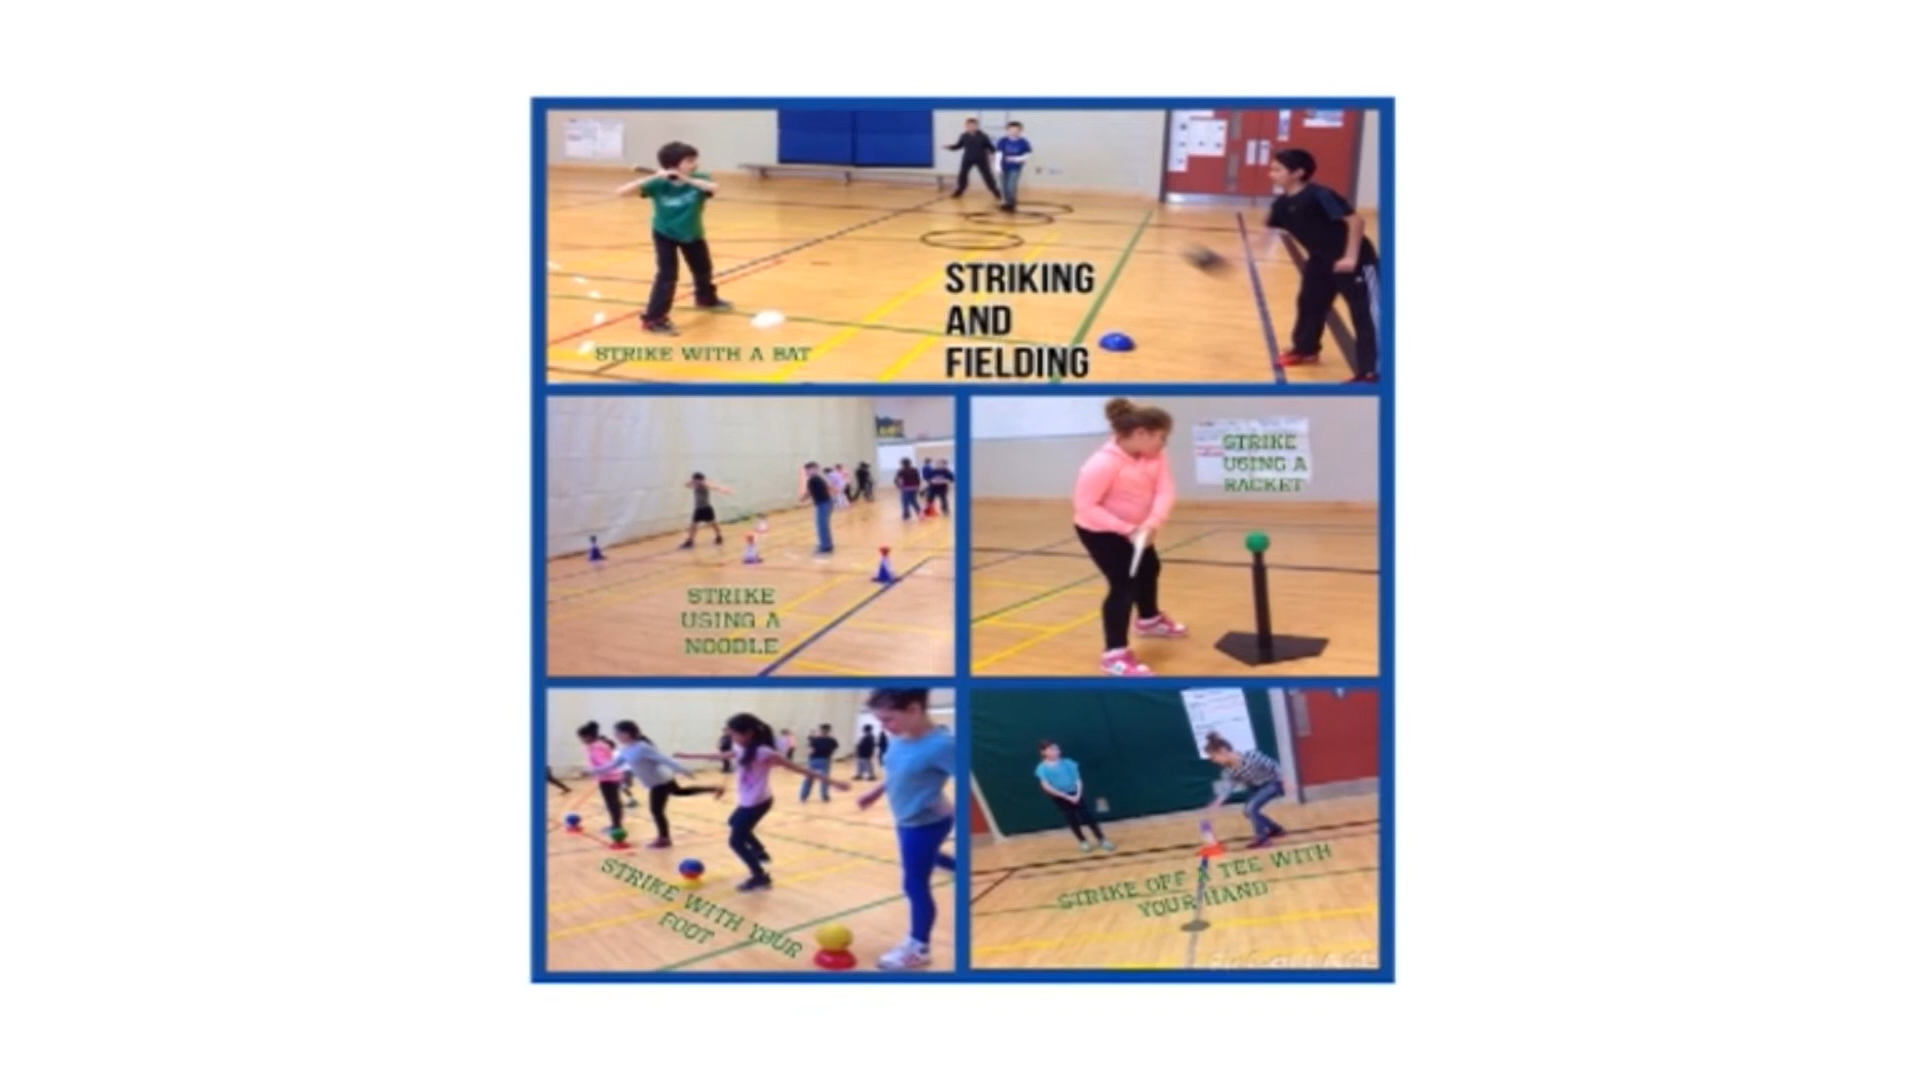 STRIKING
AND
FIELDING
STRIKE WITH A BAT
STRIKE
USING A
NOODLE
STRIKE
USING A
RACKET
STRIKE WITH YOUR
FOOT
STRIKE OFF A TEE WITH
YOUR HAND